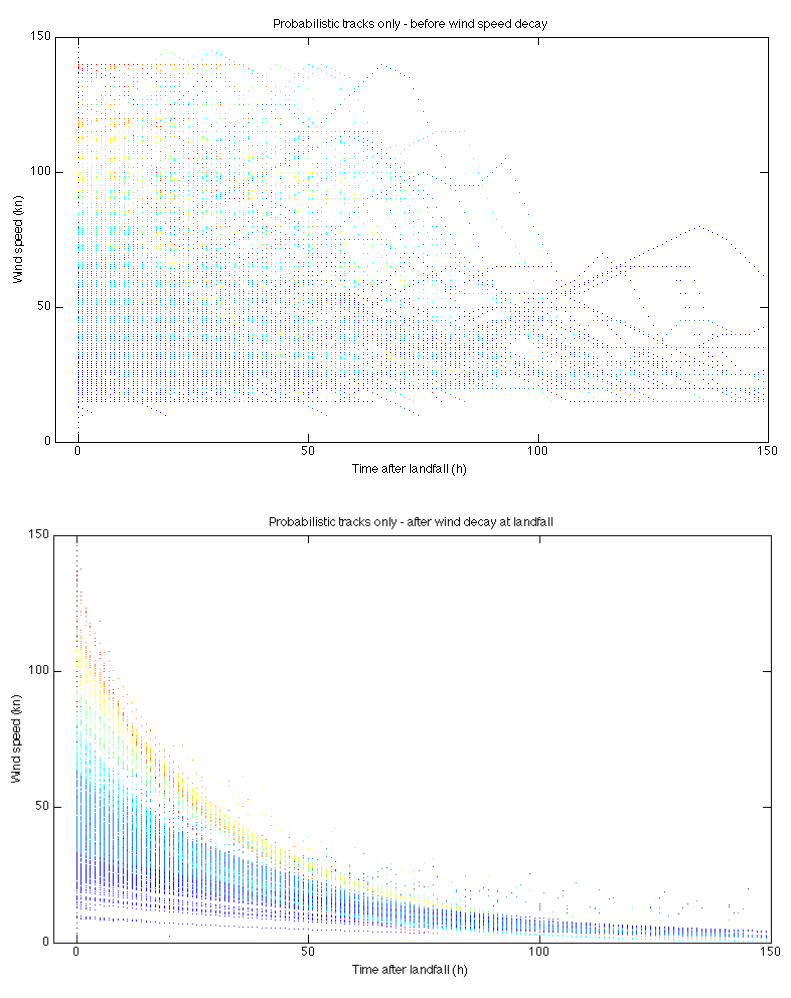 Probabilistic tracks only - before wind speed decay
150
100
50
0
Wind speed (kn)
0 50 100 150
Time after landfall (h)
Probabilistic tracks only - after wind decay at landfall
150
100
50
0
Wind speed (kn)
0 50 100 150
Time after landfall (h)